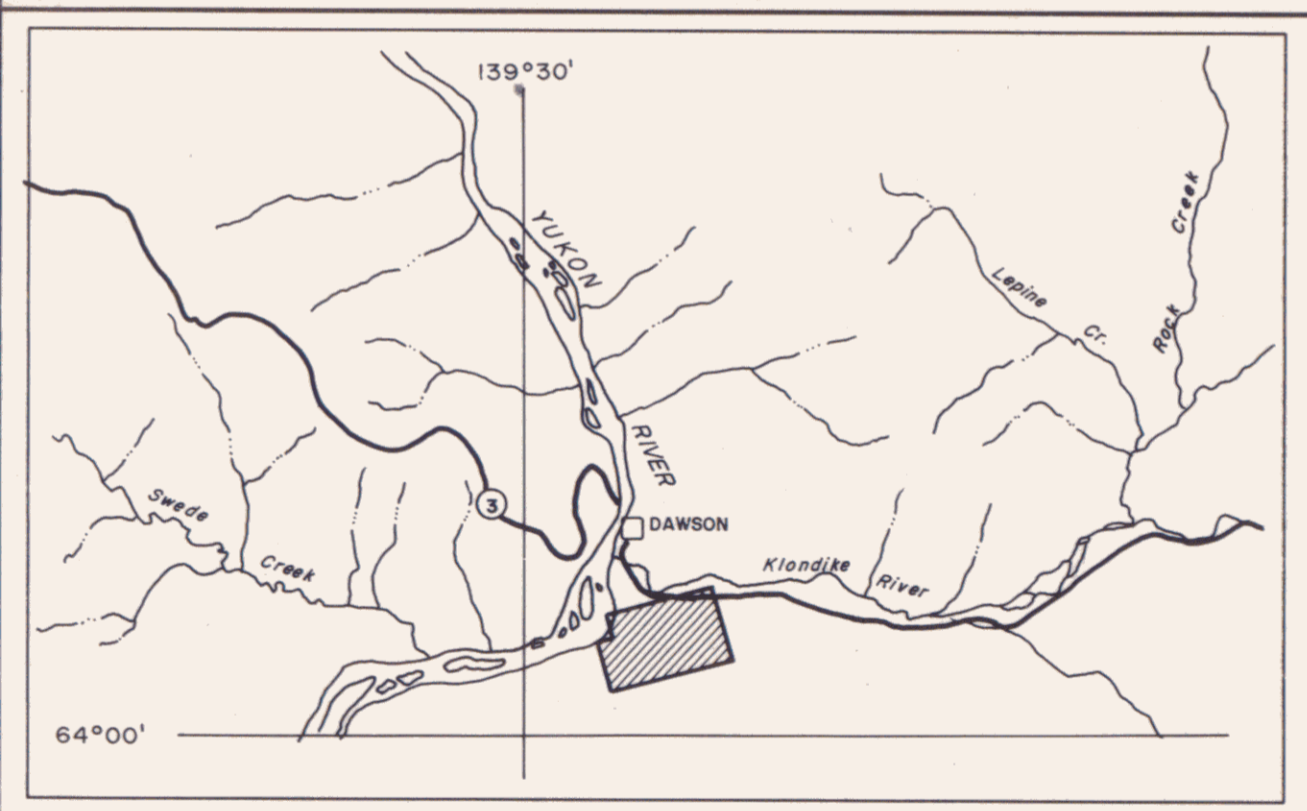 139°30'
YUKON
RIVER
Rock Creek
Lepine Cr.
3
DAWSON
Swede Creek
Klondike River
64°00'